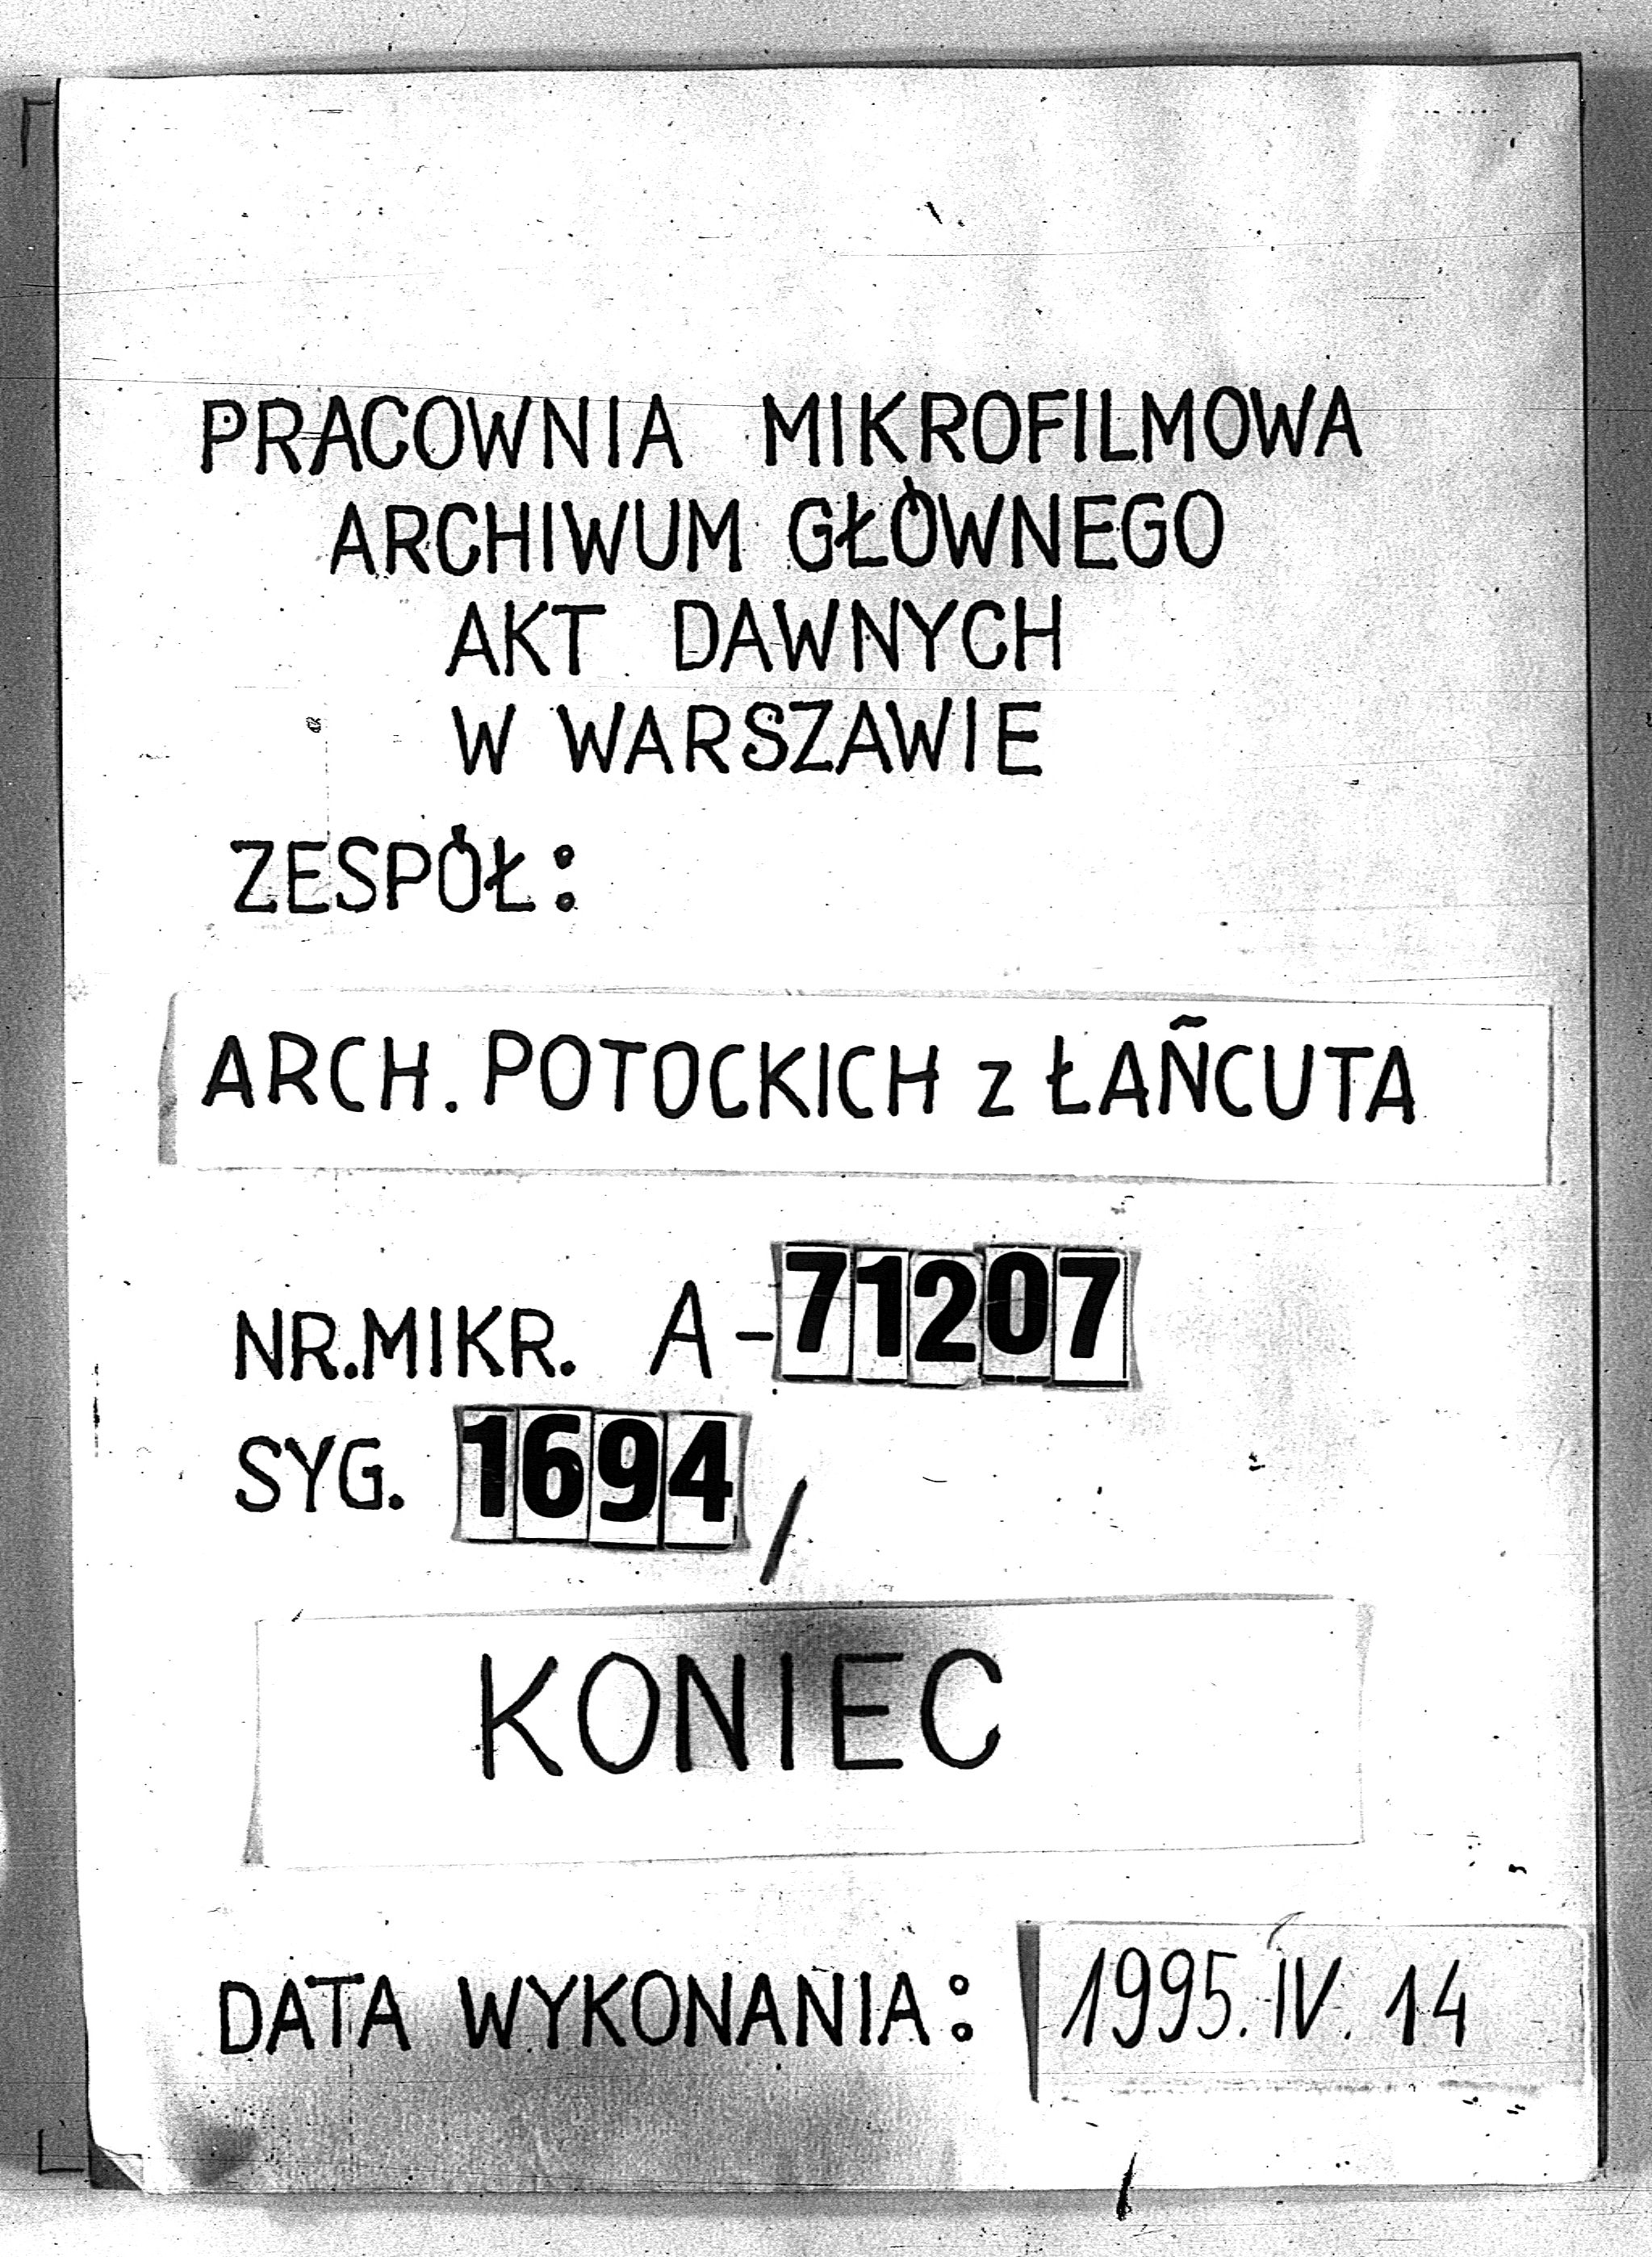 PRACOWNIA MIKROFILMOWA
ARCHIWUM GŁÓWNEGO
AKT DAWNYCH
W WARSZAWIE
ZESPÓŁ:
ARCH. POTOCKICH z ŁAŃCUTA
NR.MIKR. A-71207
SYG. 1694/
KONIEC
DATA WYKONANIA: 1995.IV.14